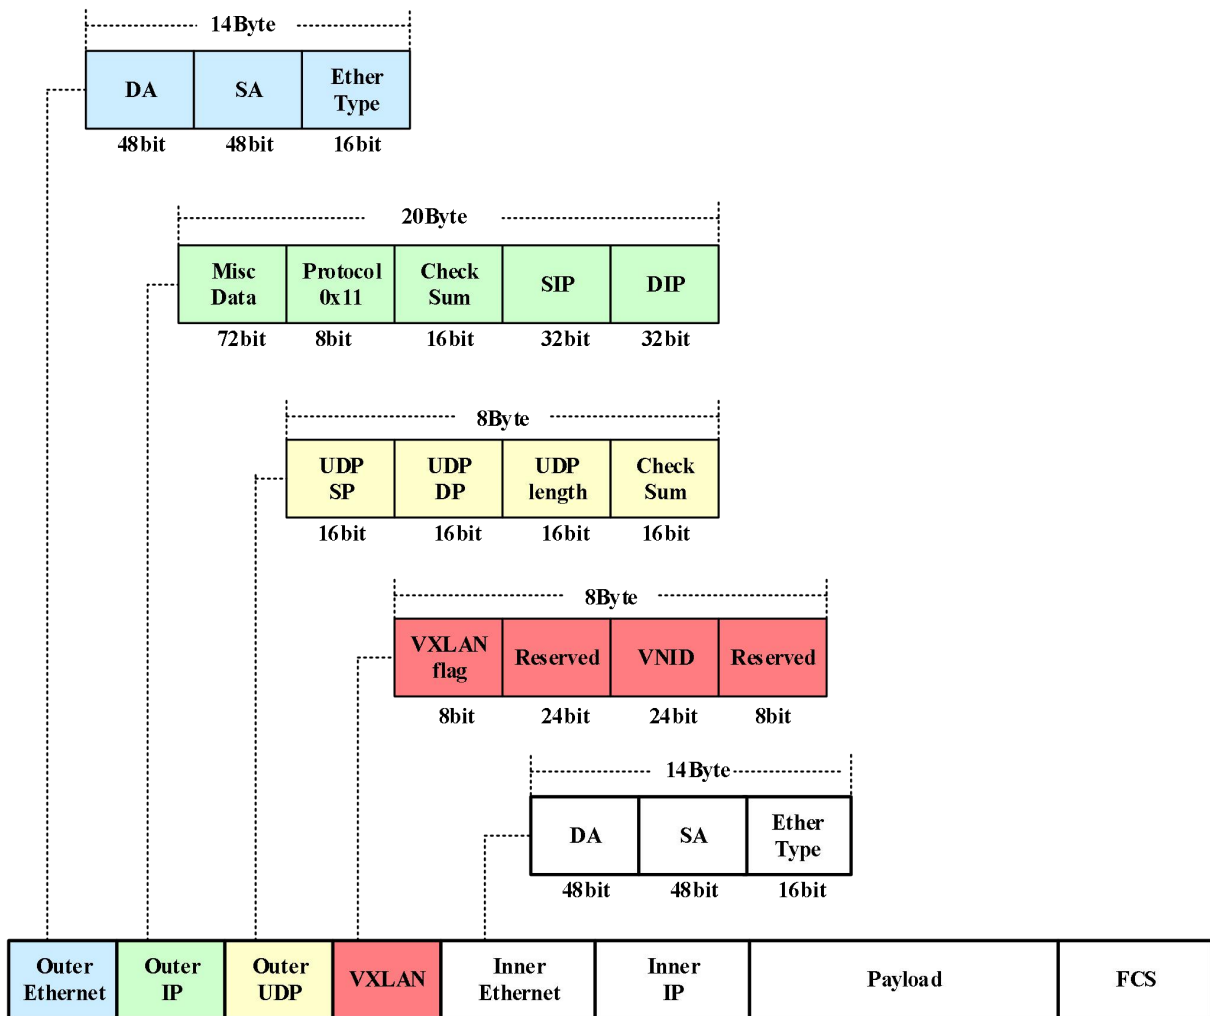 14Byte
DA SA Ether Type
48bit 48bit 16bit
20Byte
Misc Data Protocol 0x11 Check Sum SIP DIP
72bit 8bit 16bit 32bit 32bit
8Byte
UDP SP UDP DP UDP length Check Sum
16bit 16bit 16bit 16bit
8Byte
VXLAN flag Reserved VNID Reserved
8bit 24bit 24bit 8bit
14Byte
DA SA Ether Type
48bit 48bit 16bit
Outer Ethernet Outer IP Outer UDP VXLAN Inner Ethernet Inner IP Payload FCS